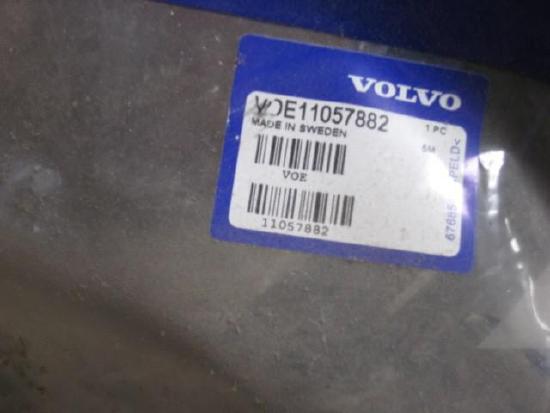 VOLVO
VOE11057882
MADE IN SWEDEN
1 PC
VOE
11057882